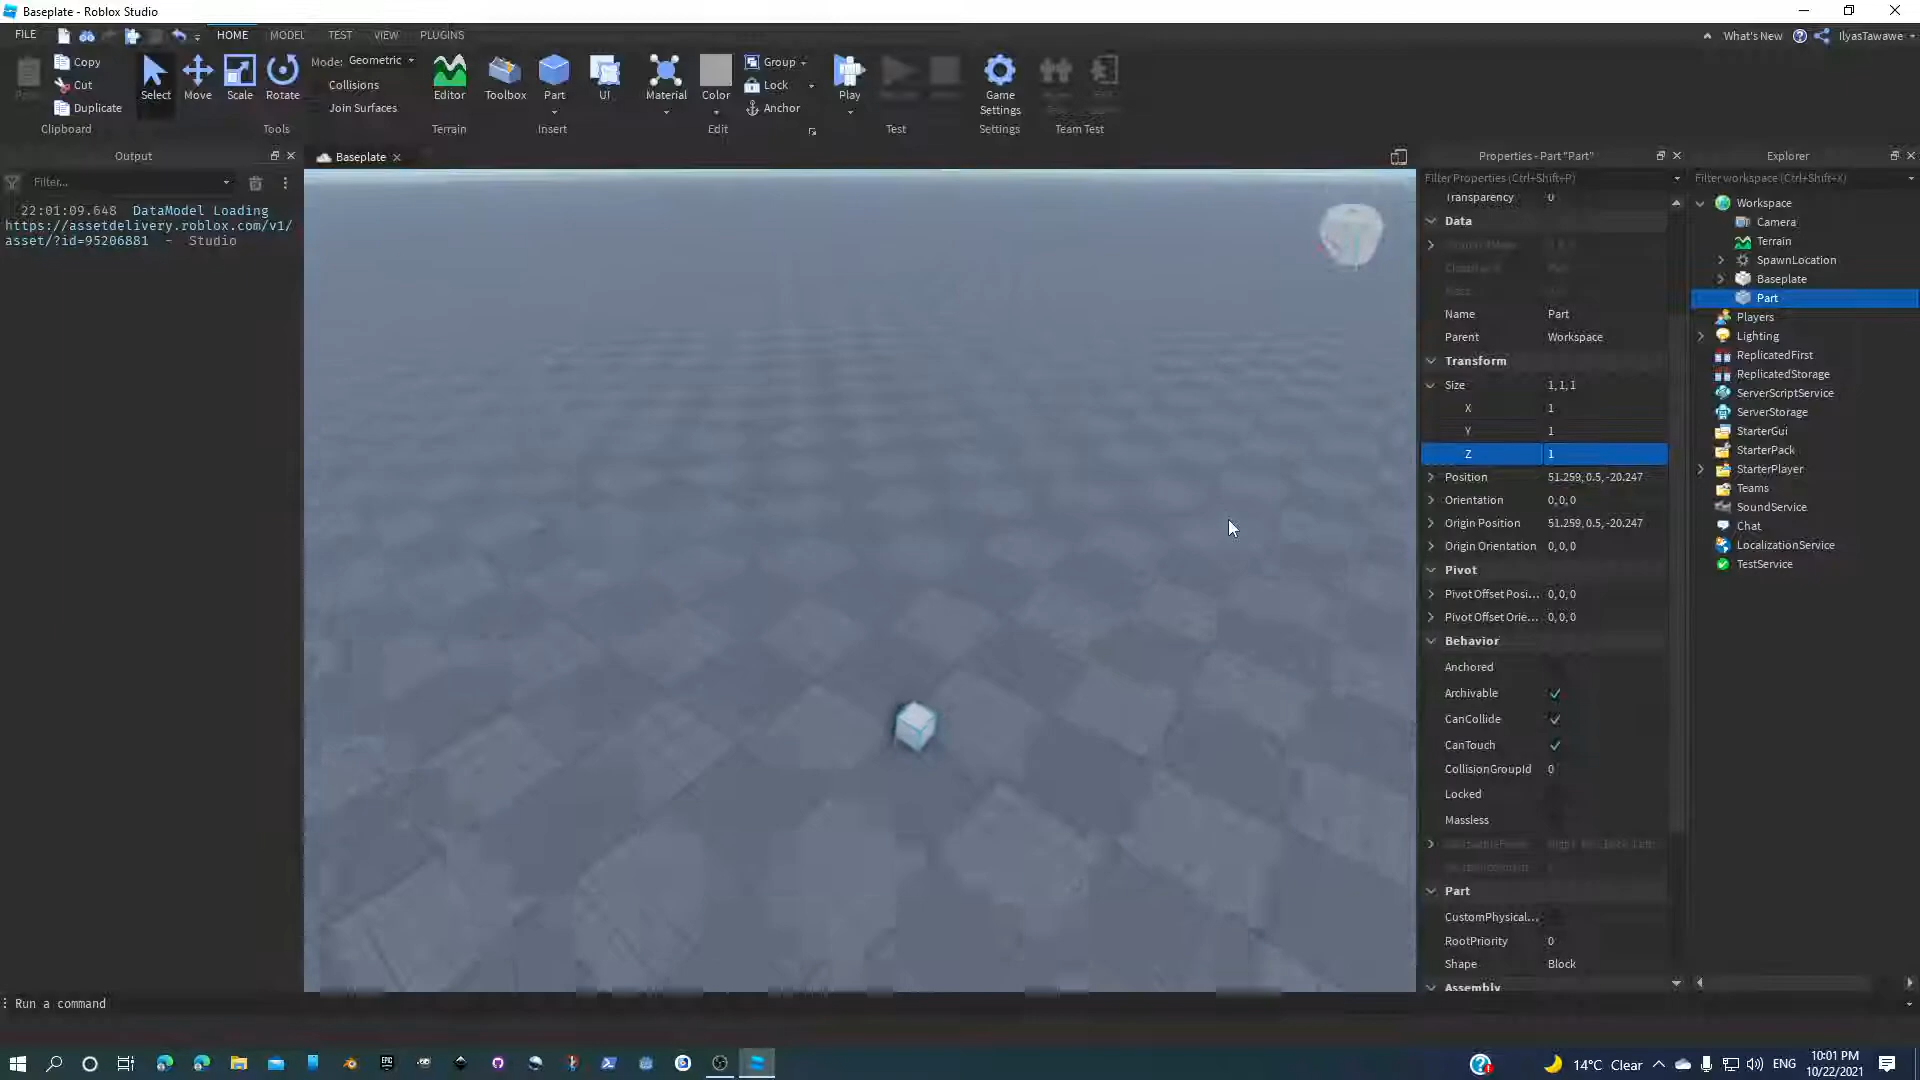 Baseplate - Roblox Studio
FILE HOME MODEL TEST VIEW PLUGINS
What's New IlyasTawawe
Copy
Cut
Duplicate
Clipboard
Select Move Scale Rotate
Tools
Mode: Geometric
Collisions
Join Surfaces
Editor
Terrain
Toolbox Part UI
Insert
Material Color
Group
Lock
Anchor
Edit
Play
Test
Game
Settings
Settings
Team Test
Output
Filter...
22:01:09.648 DataModel Loading
https://assetdelivery.roblox.com/v1/
asset/?id=95206881 - Studio
Baseplate
Properties - Part "Part"
Filter Properties (Ctrl+Shift+P)
Transparency 0
Data
Name Part
Parent Workspace
Transform
Size 1, 1, 1
X 1
Y 1
Z 1
Position 51.259, 0.5, -20.247
Orientation 0, 0, 0
Origin Position 51.259, 0.5, -20.247
Origin Orientation 0, 0, 0
Pivot
Pivot Offset Posi... 0, 0, 0
Pivot Offset Orie... 0, 0, 0
Behavior
Anchored
Archivable
CanCollide
CanTouch
CollisionGroupId 0
Locked
Massless
Part
CustomPhysical...
RootPriority 0
Shape Block
Assembly
Explorer
Filter workspace (Ctrl+Shift+X)
Workspace
Camera
Terrain
SpawnLocation
Baseplate
Part
Players
Lighting
ReplicatedFirst
ReplicatedStorage
ServerScriptService
ServerStorage
StarterGui
StarterPack
StarterPlayer
Teams
SoundService
Chat
LocalizationService
TestService
Run a command
EPIC
14°C Clear
ENG
10:01 PM
10/22/2021